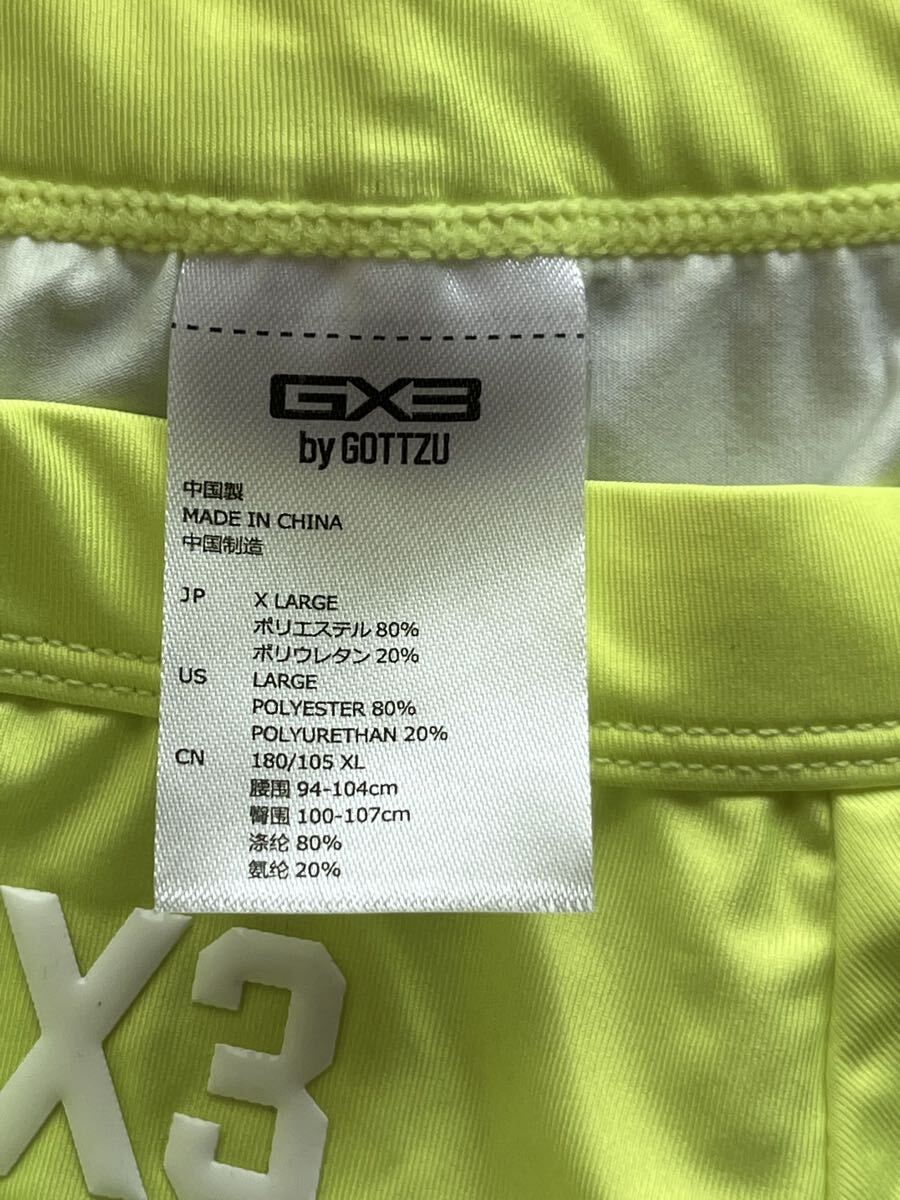 GX3
by GOTTZU
中国製
MADE IN CHINA
中国制造
JP X LARGE
ポリエステル 80%
ポリウレタン 20%
US LARGE
POLYESTER 80%
POLYURETHAN 20%
CN 180/105 XL
腰围 94-104cm
臀围 100-107cm
涤纶 80%
氨纶 20%
X3